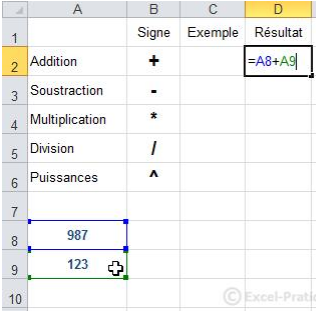 A B C D
1 Signe Exemple Résultat
2 Addition + =A8+A9
3 Soustraction -
4 Multiplication *
5 Division /
6 Puissances ^
7
8 987
9 123
10 © Excel-Pratic